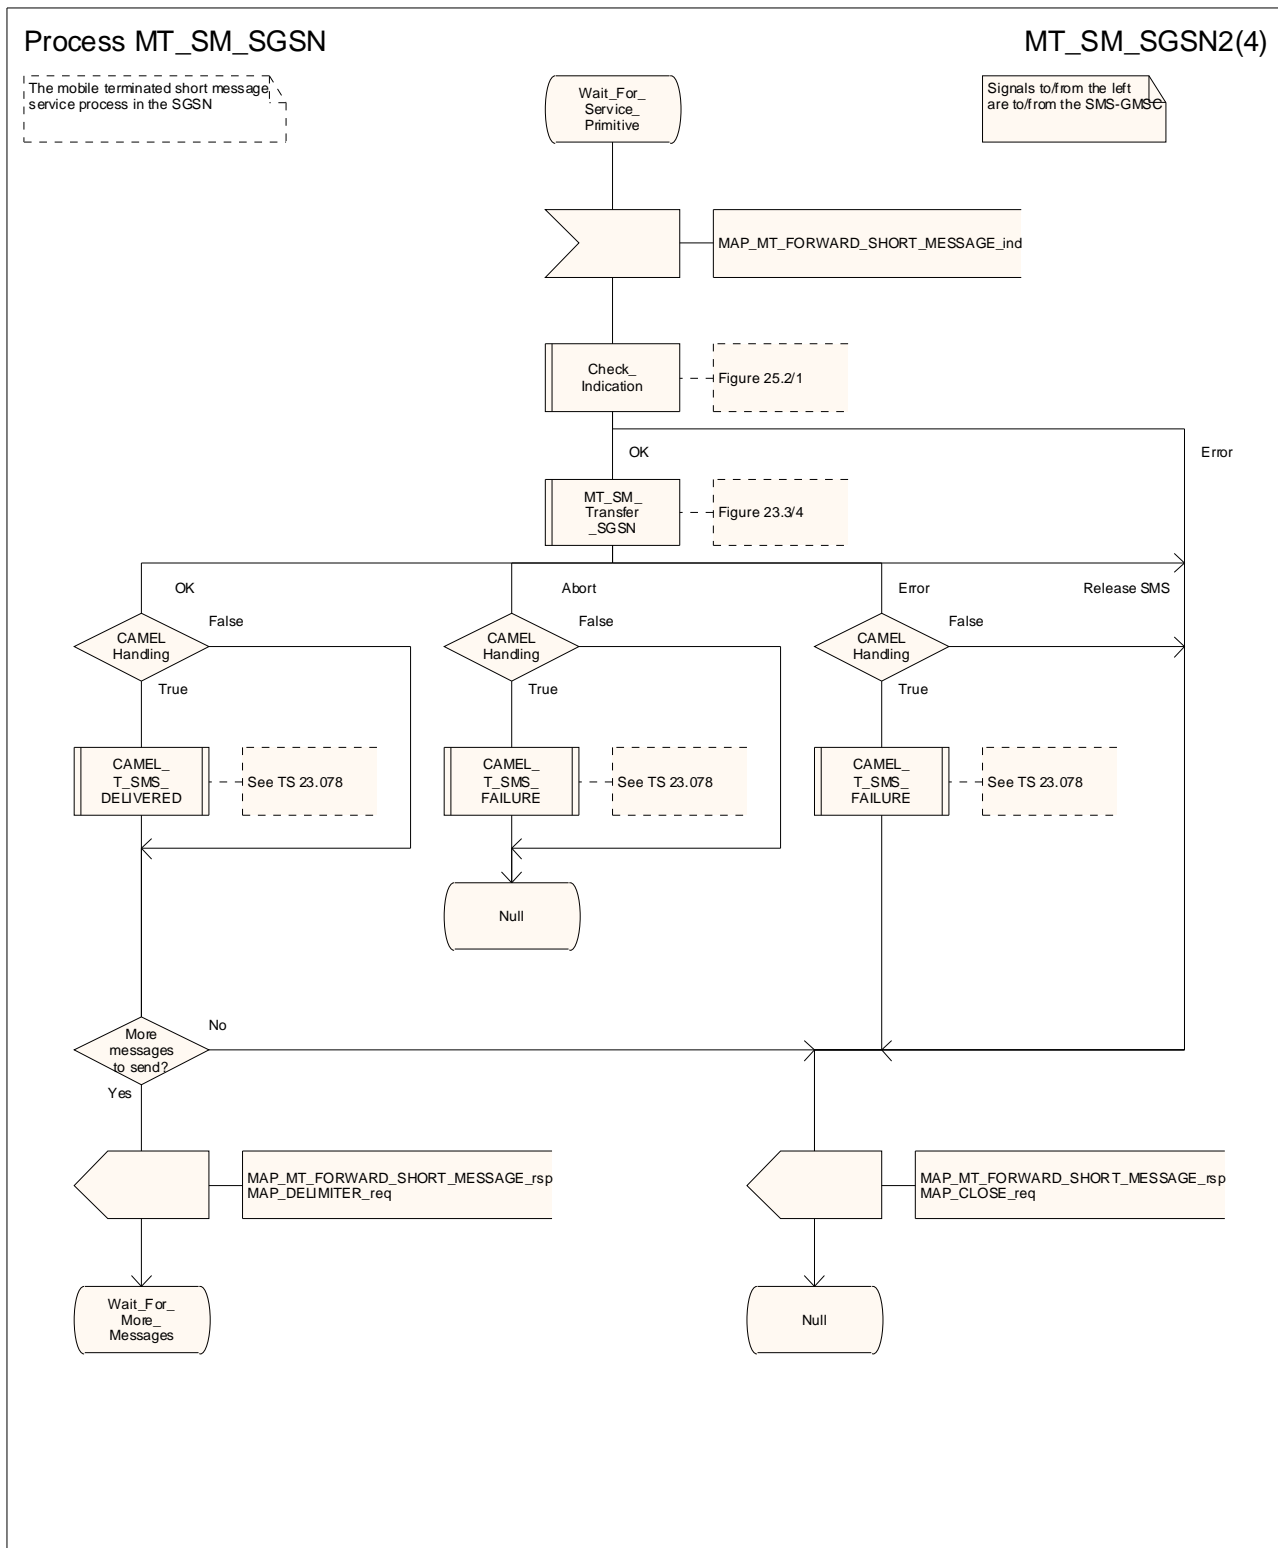 Process MT_SM_SGSN
MT_SM_SGSN2(4)
The mobile terminated short message
service process in the SGSN
Wait_For_
Service_
Primitive
Signals to/from the left
are to/from the SMS-GMSC
MAP_MT_FORWARD_SHORT_MESSAGE_ind
Check_
Indication
Figure 25.2/1
OK
Error
MT_SM_
Transfer
_SGSN
Figure 23.3/4
OK
Abort
Error
Release SMS
CAMEL
Handling
False
True
CAMEL
Handling
False
True
CAMEL
Handling
False
True
CAMEL_
T_SMS_
DELIVERED
See TS 23.078
CAMEL_
T_SMS_
FAILURE
See TS 23.078
CAMEL_
T_SMS_
FAILURE
See TS 23.078
Null
More
messages
to send?
No
Yes
MAP_MT_FORWARD_SHORT_MESSAGE_rsp
MAP_DELIMITER_req
MAP_MT_FORWARD_SHORT_MESSAGE_rsp
MAP_CLOSE_req
Wait_For_
More_
Messages
Null